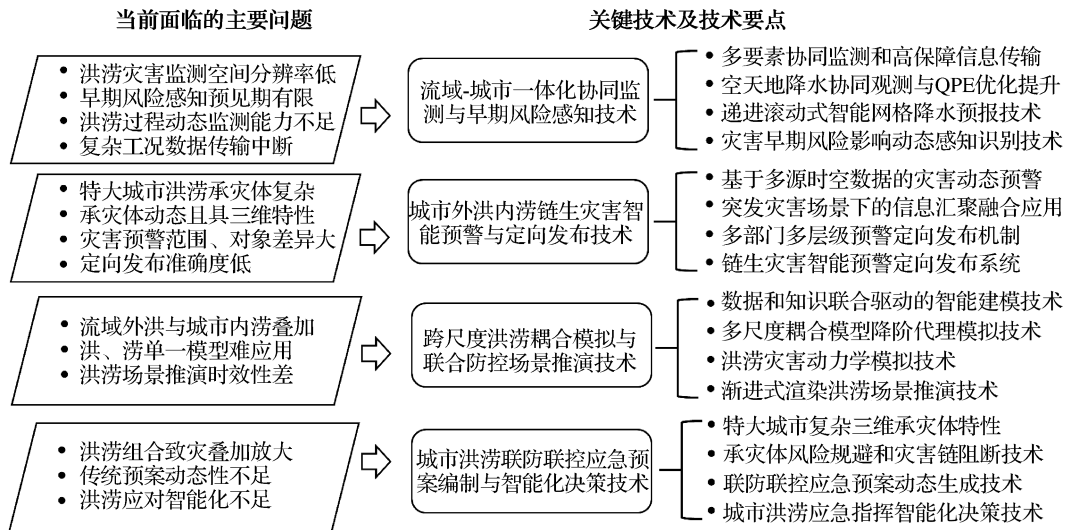 当前面临的主要问题
关键技术及技术要点
• 洪涝灾害监测空间分辨率低
• 早期风险感知预见期有限
• 洪涝过程动态监测能力不足
• 复杂工况数据传输中断
流域-城市一体化协同监
测与早期风险感知技术
• 多要素协同监测和高保障信息传输
• 空天地降水协同观测与QPE优化提升
• 递进滚动式智能网格降水预报技术
• 灾害早期风险影响动态感知识别技术
• 特大城市洪涝承灾体复杂
• 承灾体动态且具三维特性
• 灾害预警范围、对象差异大
• 定向发布准确度低
城市外洪内涝链生灾害智
能预警与定向发布技术
• 基于多源时空数据的灾害动态预警
• 突发灾害场景下的信息汇聚融合应用
• 多部门多层级预警定向发布机制
• 链生灾害智能预警定向发布系统
• 流域外洪与城市内涝叠加
• 洪、涝单一模型难应用
• 洪涝场景推演时效性差
跨尺度洪涝耦合模拟与
联合防控场景推演技术
• 数据和知识联合驱动的智能建模技术
• 多尺度耦合模型降阶代理模拟技术
• 洪涝灾害动力学模拟技术
• 渐进式渲染洪涝场景推演技术
• 洪涝组合致灾叠加放大
• 传统预案动态性不足
• 洪涝应对智能化不足
城市洪涝联防联控应急预
案编制与智能化决策技术
• 特大城市复杂三维承灾体特性
• 承灾体风险规避和灾害链阻断技术
• 联防联控应急预案动态生成技术
• 城市洪涝应急指挥智能化决策技术